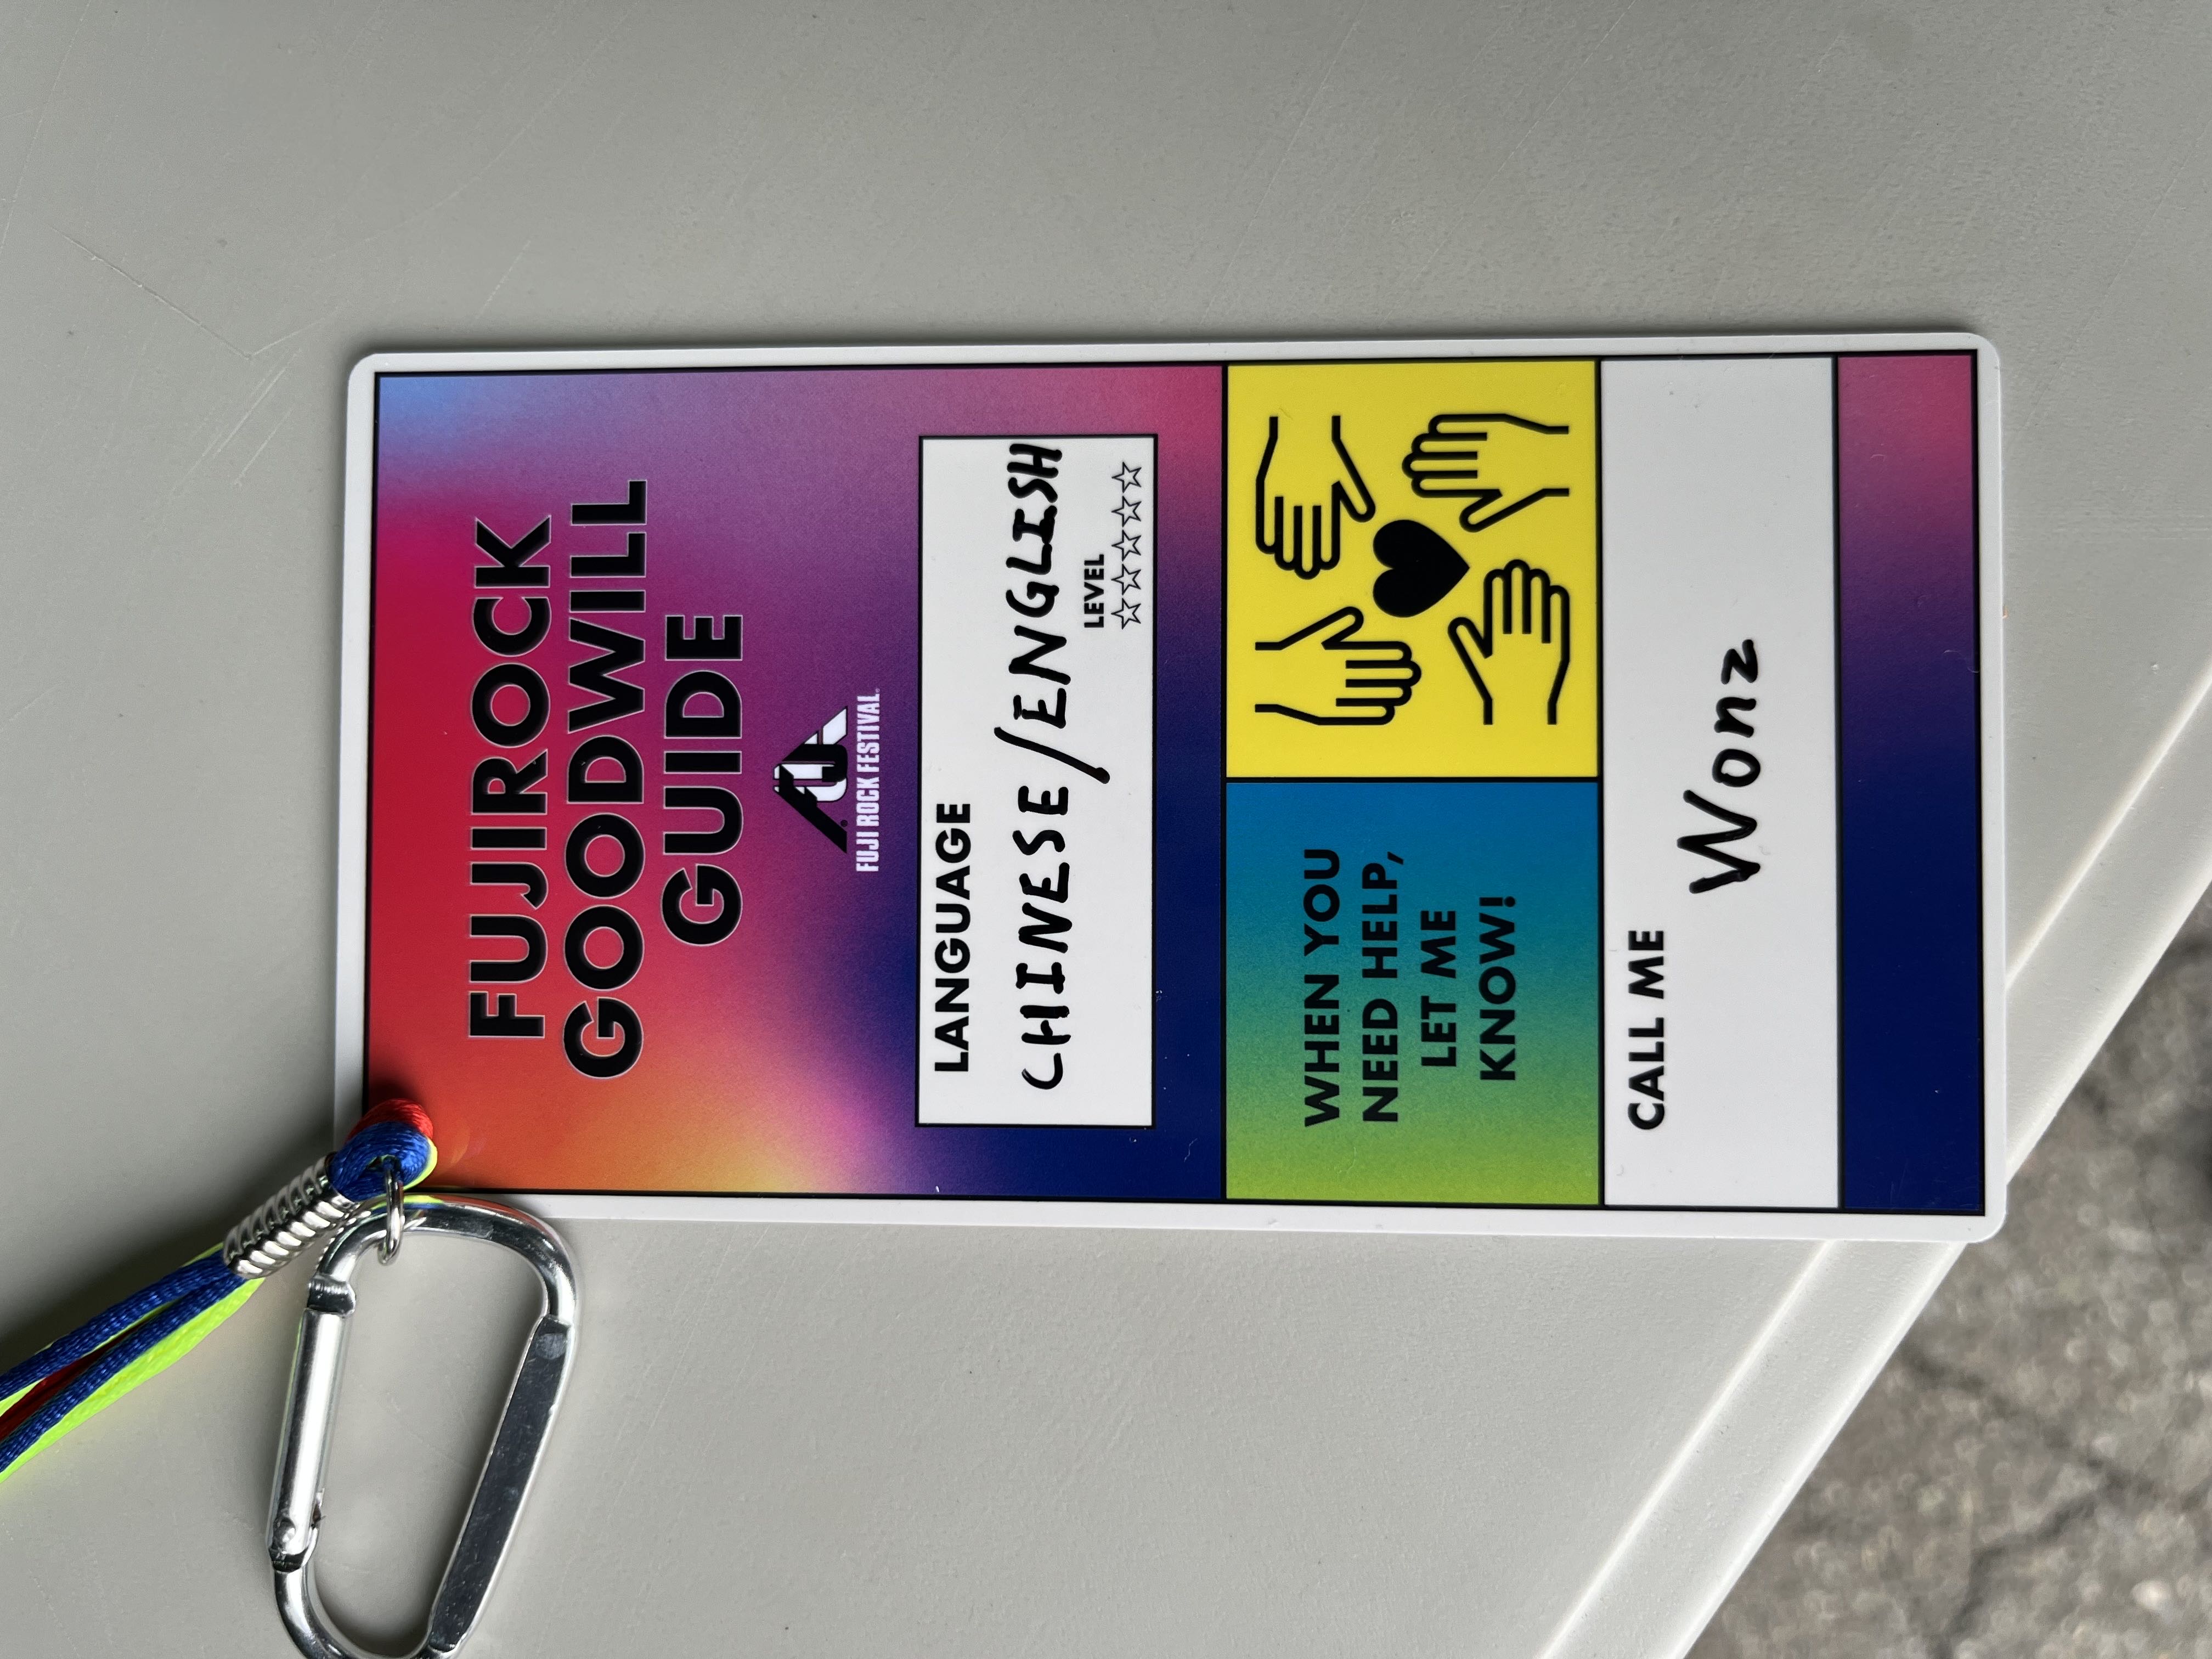 FUJIROCK
GOODWILL
GUIDE
FUJI
FUJI ROCK FESTIVAL
LANGUAGE
CHINESE/ENGLISH
LEVEL
☆☆☆☆☆
WHEN YOU
NEED HELP,
LET ME
KNOW!
CALL ME
Wonz